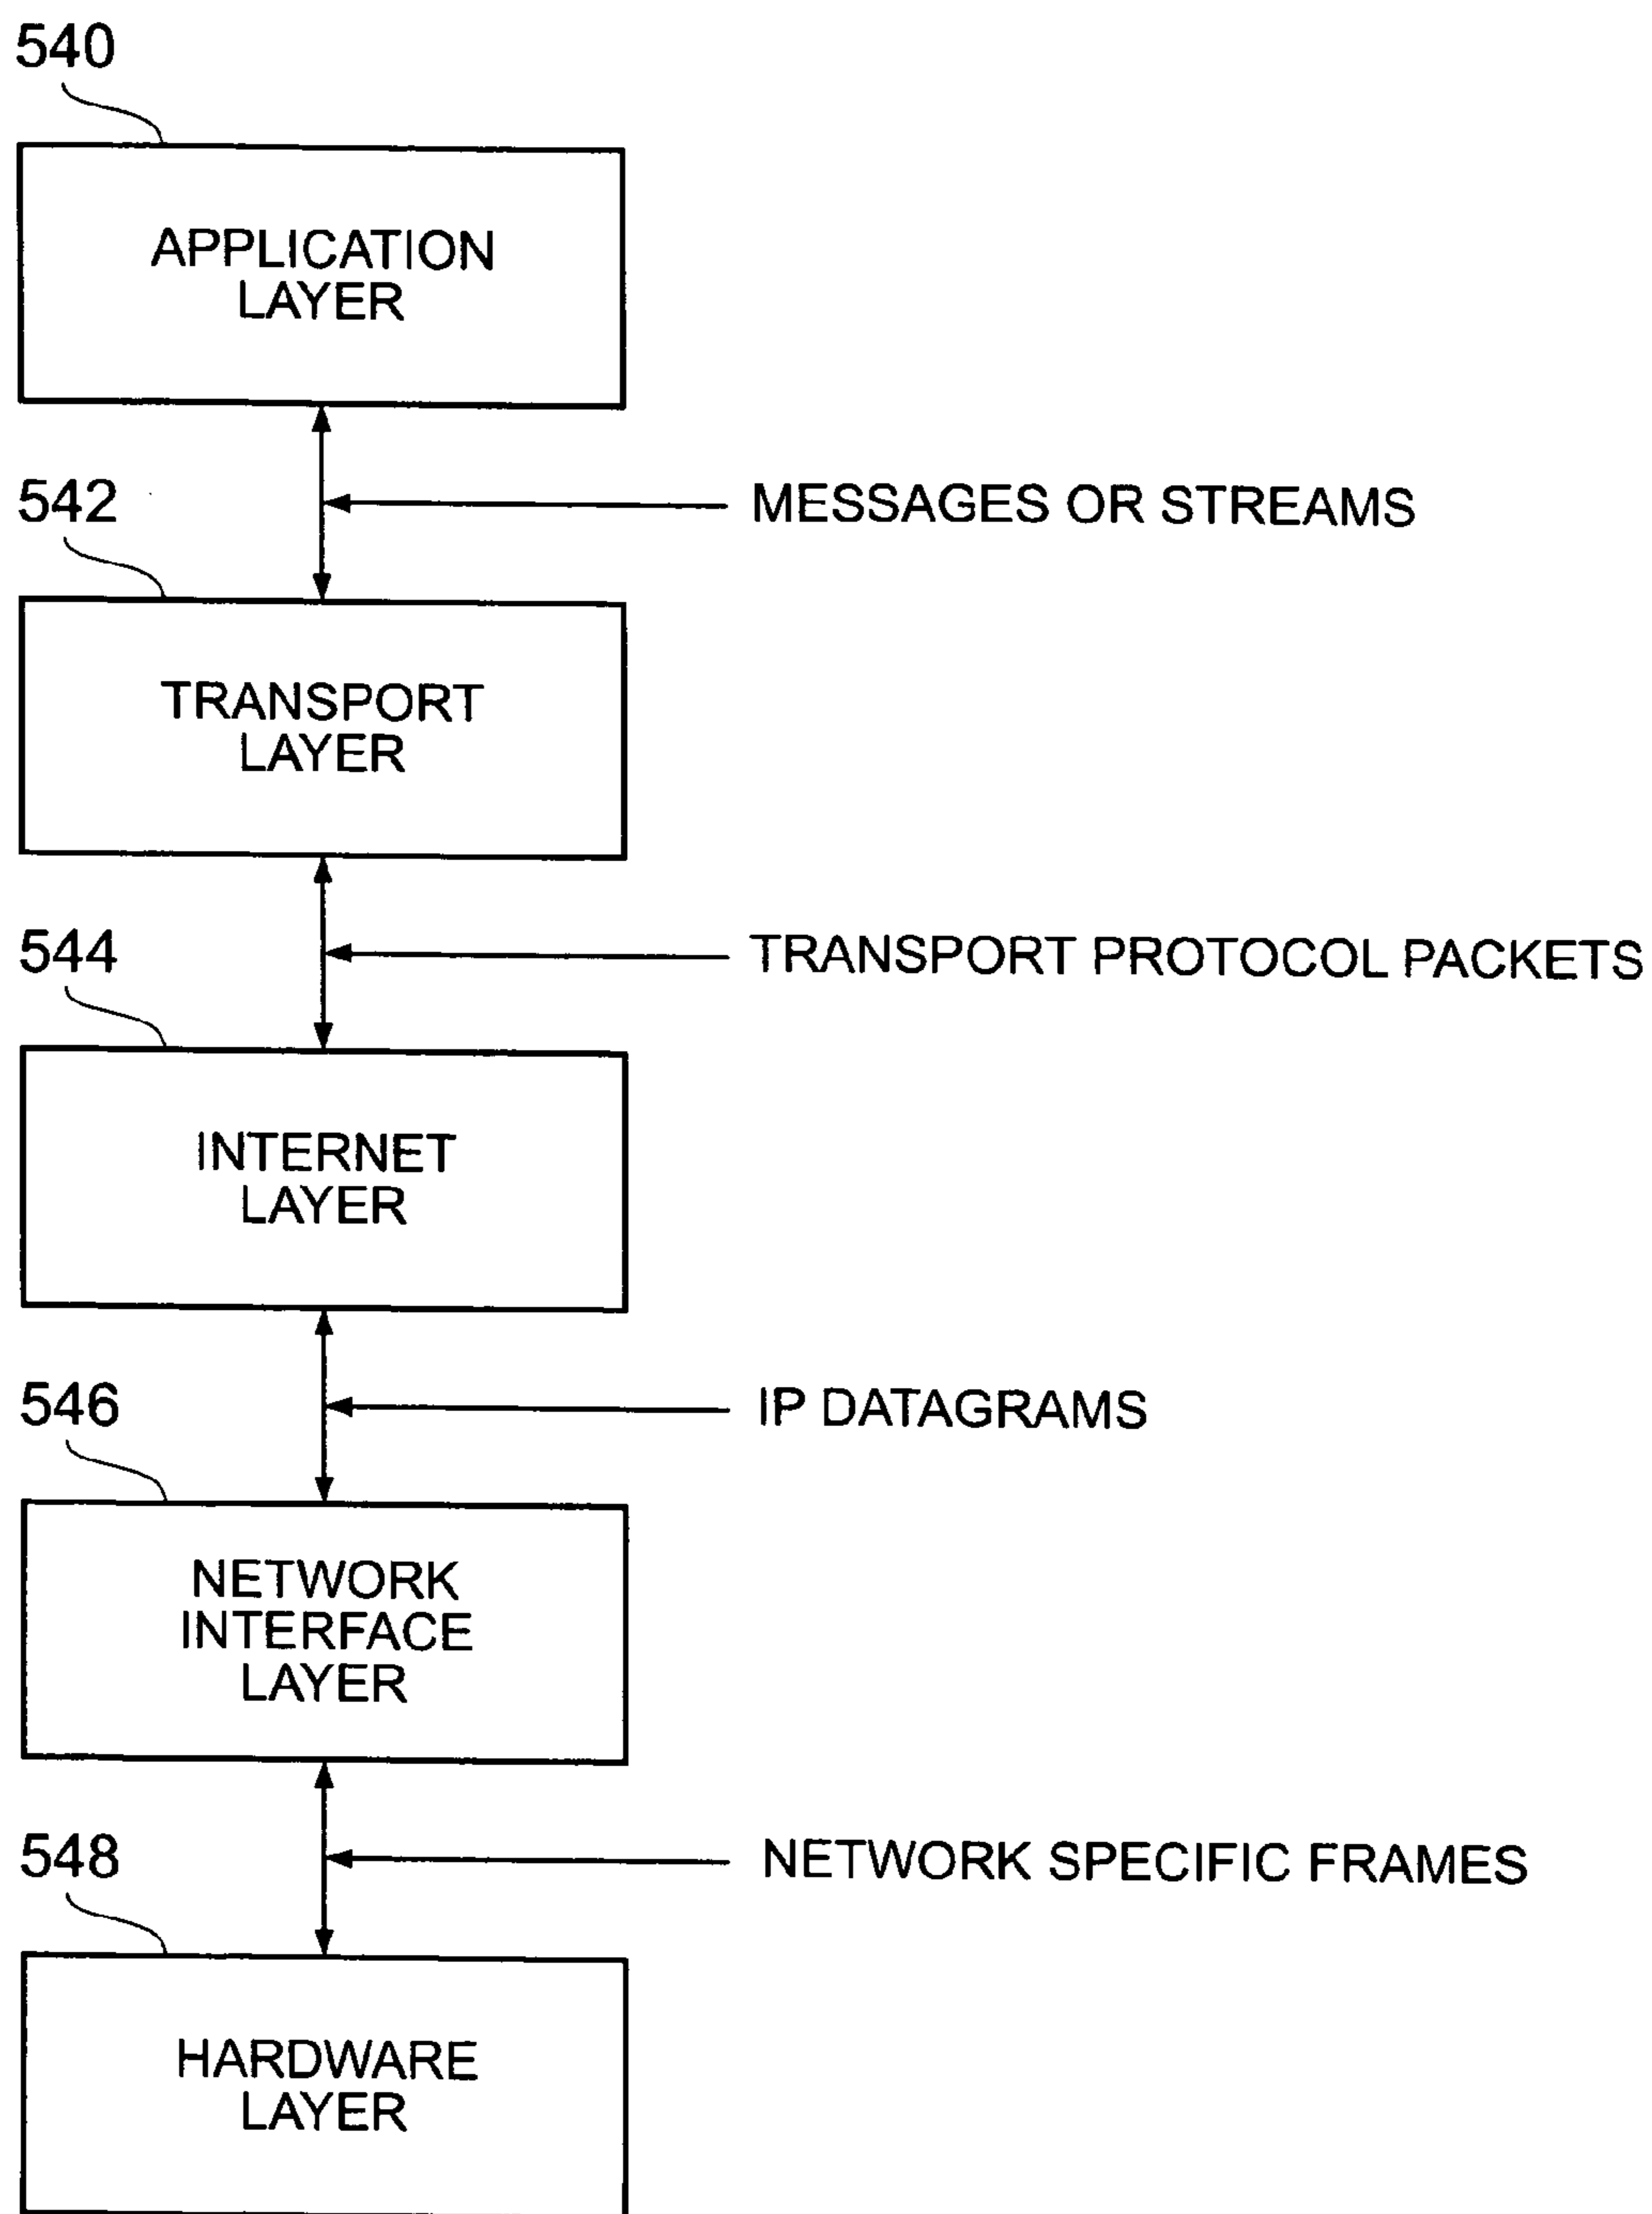 540
APPLICATION
LAYER
MESSAGES OR STREAMS
542
TRANSPORT
LAYER
TRANSPORT PROTOCOL PACKETS
544
INTERNET
LAYER
IP DATAGRAMS
546
NETWORK
INTERFACE
LAYER
NETWORK SPECIFIC FRAMES
548
HARDWARE
LAYER